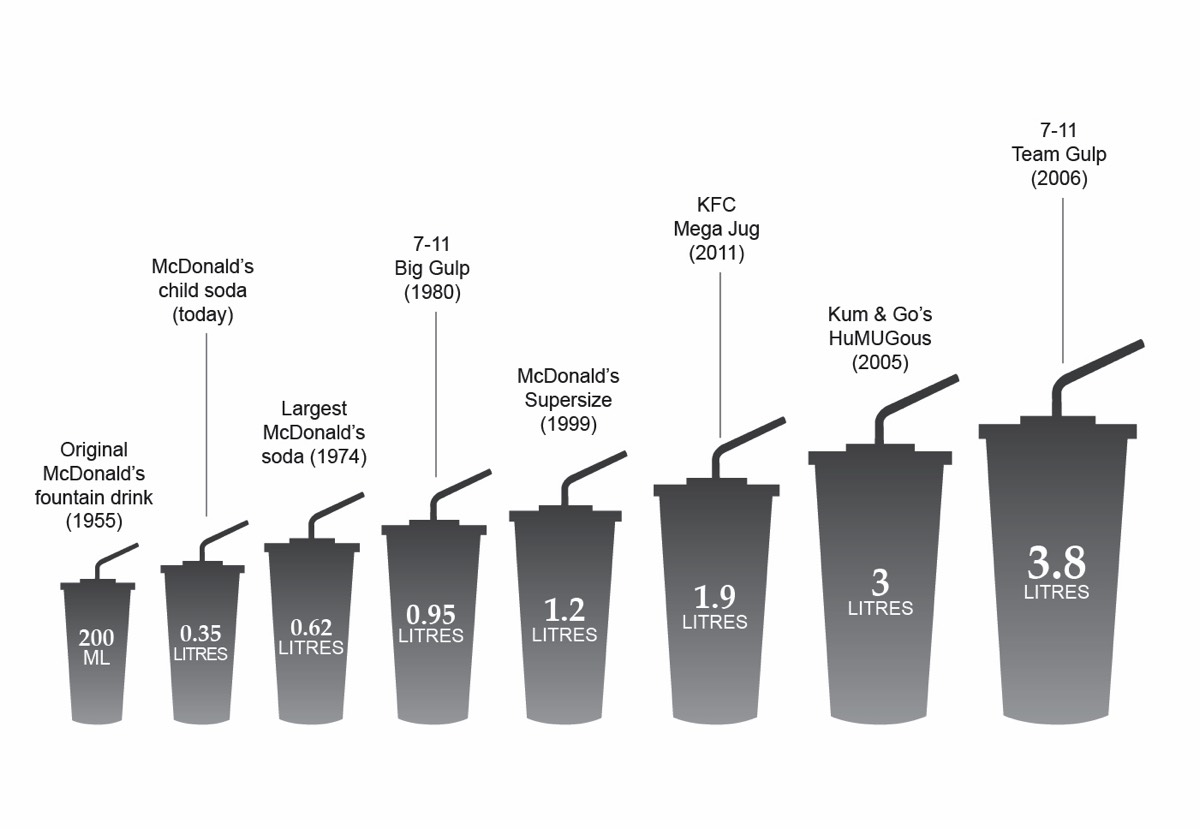 Original
McDonald’s
fountain drink
(1955)
200
ML
McDonald’s
child soda
(today)
0.35
LITRES
Largest
McDonald’s
soda (1974)
0.62
LITRES
7-11
Big Gulp
(1980)
0.95
LITRES
McDonald’s
Supersize
(1999)
1.2
LITRES
KFC
Mega Jug
(2011)
1.9
LITRES
Kum & Go’s
HuMUGous
(2005)
3
LITRES
7-11
Team Gulp
(2006)
3.8
LITRES